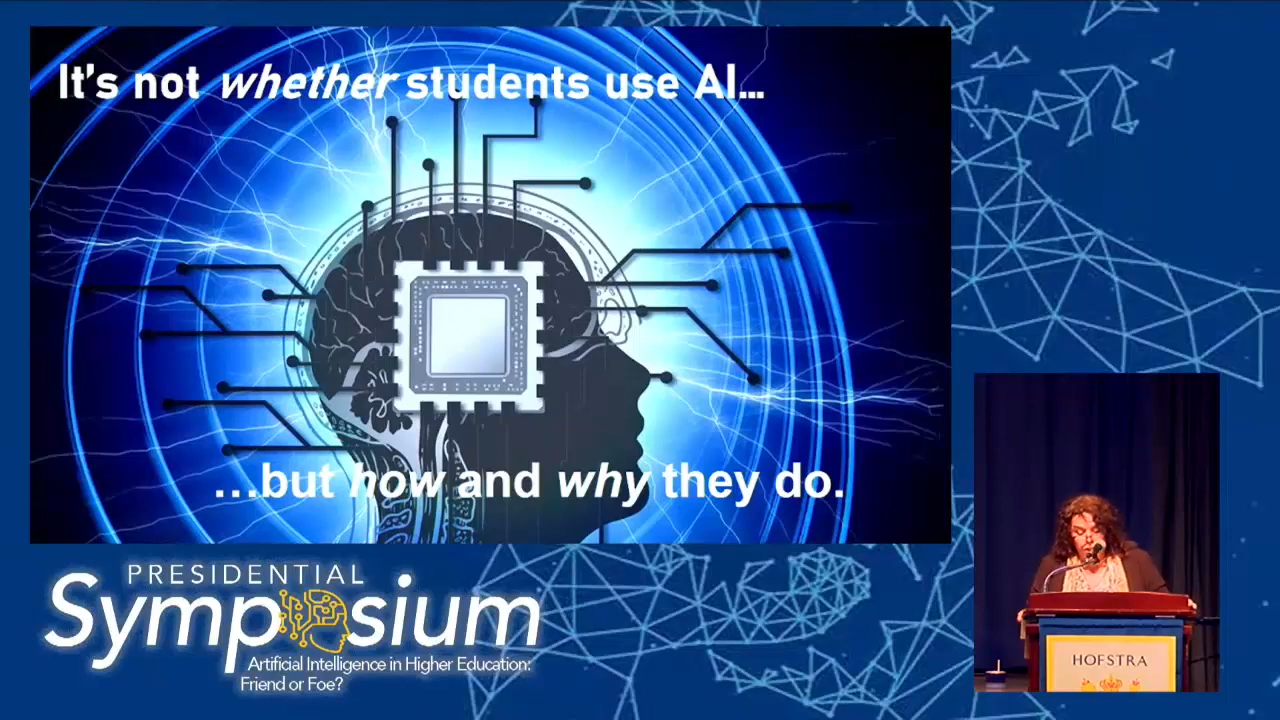 It's not whether students use AI...
...but how and why they do.
PRESIDENTIAL
Symposium
Artificial Intelligence in Higher Education:
Friend or Foe?
HOFSTRA